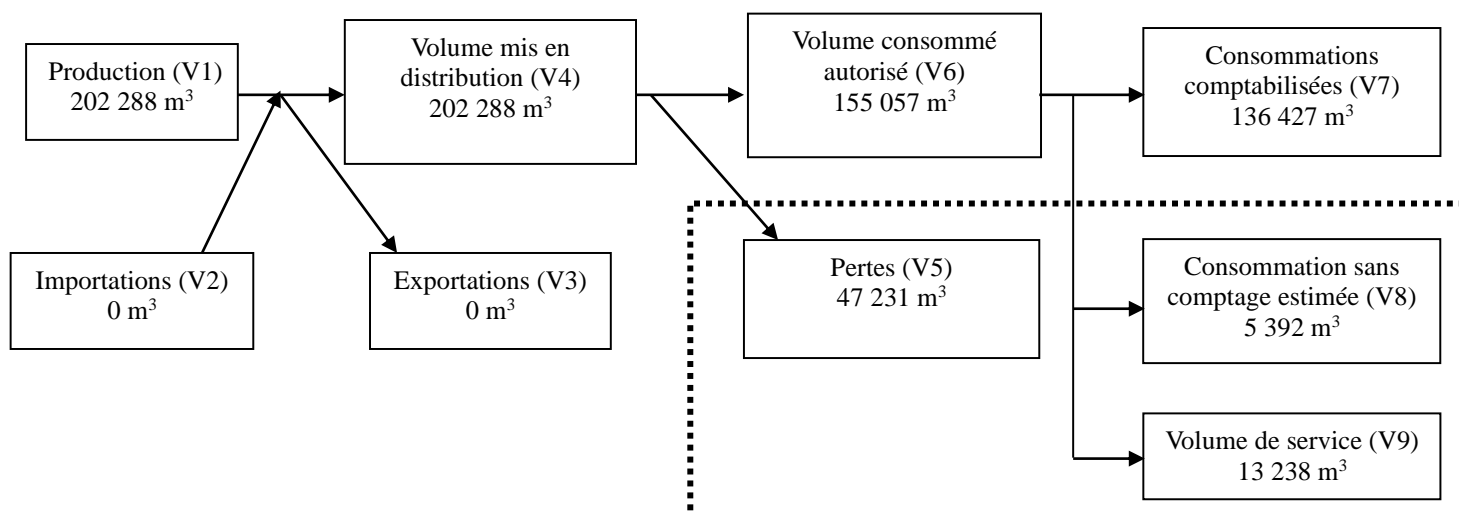 Production (V1)
202 288 m³
Volume mis en
distribution (V4)
202 288 m³
Volume consommé
autorisé (V6)
155 057 m³
Consommations
comptabilisées (V7)
136 427 m³
Importations (V2)
0 m³
Exportations (V3)
0 m³
Pertes (V5)
47 231 m³
Consommation sans
comptage estimée (V8)
5 392 m³
Volume de service (V9)
13 238 m³